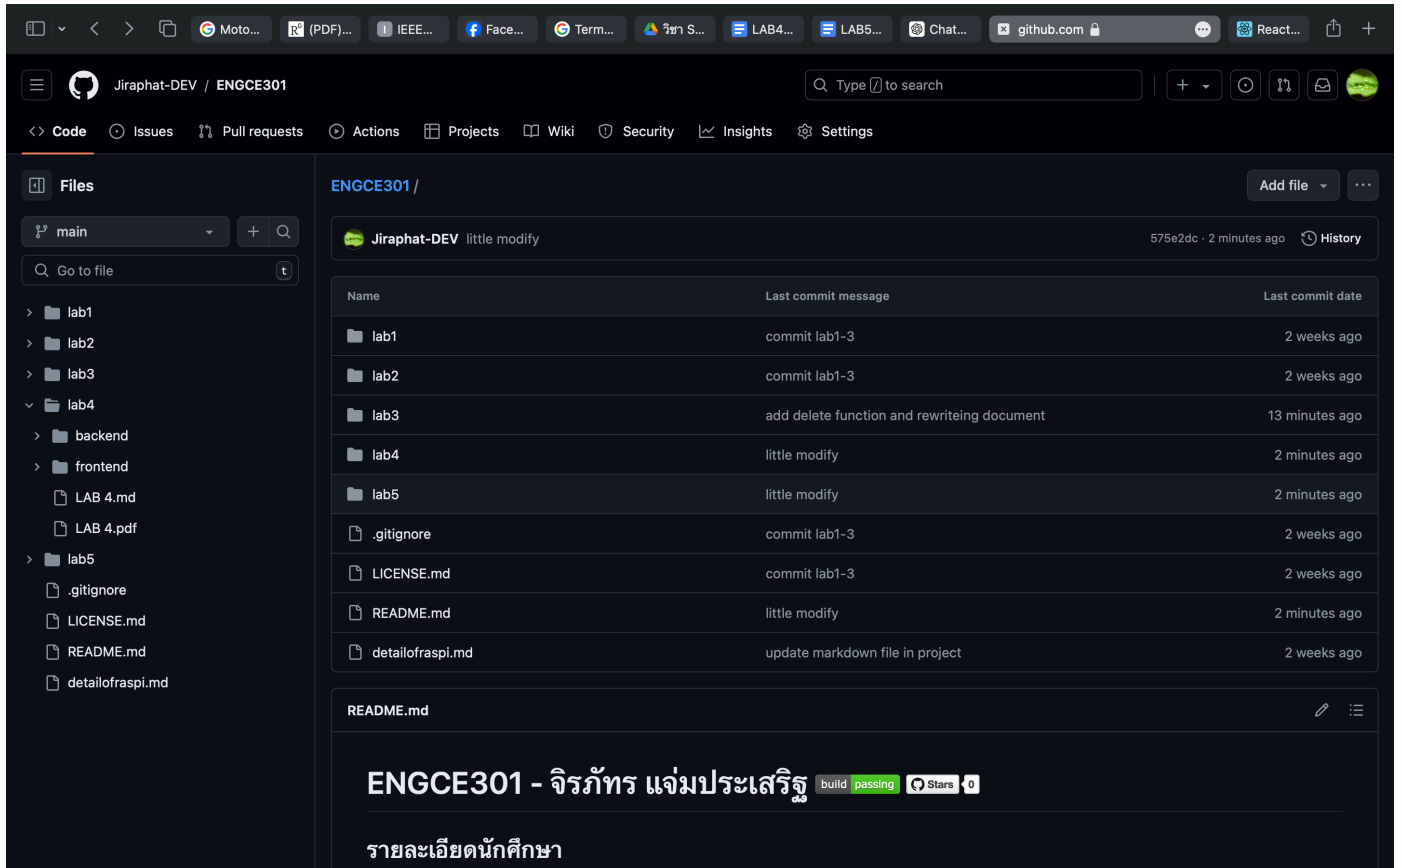 Moto... (PDF)... IEEE... Face... Term... วิชา S... LAB4... LAB5... Chat... github.com React...
Jiraphat-DEV / ENGCE301 Type / to search
Code Issues Pull requests Actions Projects Wiki Security Insights Settings
Files
main
Go to file t
lab1
lab2
lab3
lab4
backend
frontend
LAB 4.md
LAB 4.pdf
lab5
.gitignore
LICENSE.md
README.md
detailofraspi.md
ENGCE301 / Add file
Jiraphat-DEV little modify 575e2dc · 2 minutes ago History
Name Last commit message Last commit date
lab1 commit lab1-3 2 weeks ago
lab2 commit lab1-3 2 weeks ago
lab3 add delete function and rewriteing document 13 minutes ago
lab4 little modify 2 minutes ago
lab5 little modify 2 minutes ago
.gitignore commit lab1-3 2 weeks ago
LICENSE.md commit lab1-3 2 weeks ago
README.md little modify 2 minutes ago
detailofraspi.md update markdown file in project 2 weeks ago
README.md
ENGCE301 - จิรภัทร แจ่มประเสริฐ build passing Stars 0
รายละเอียดนักศึกษา